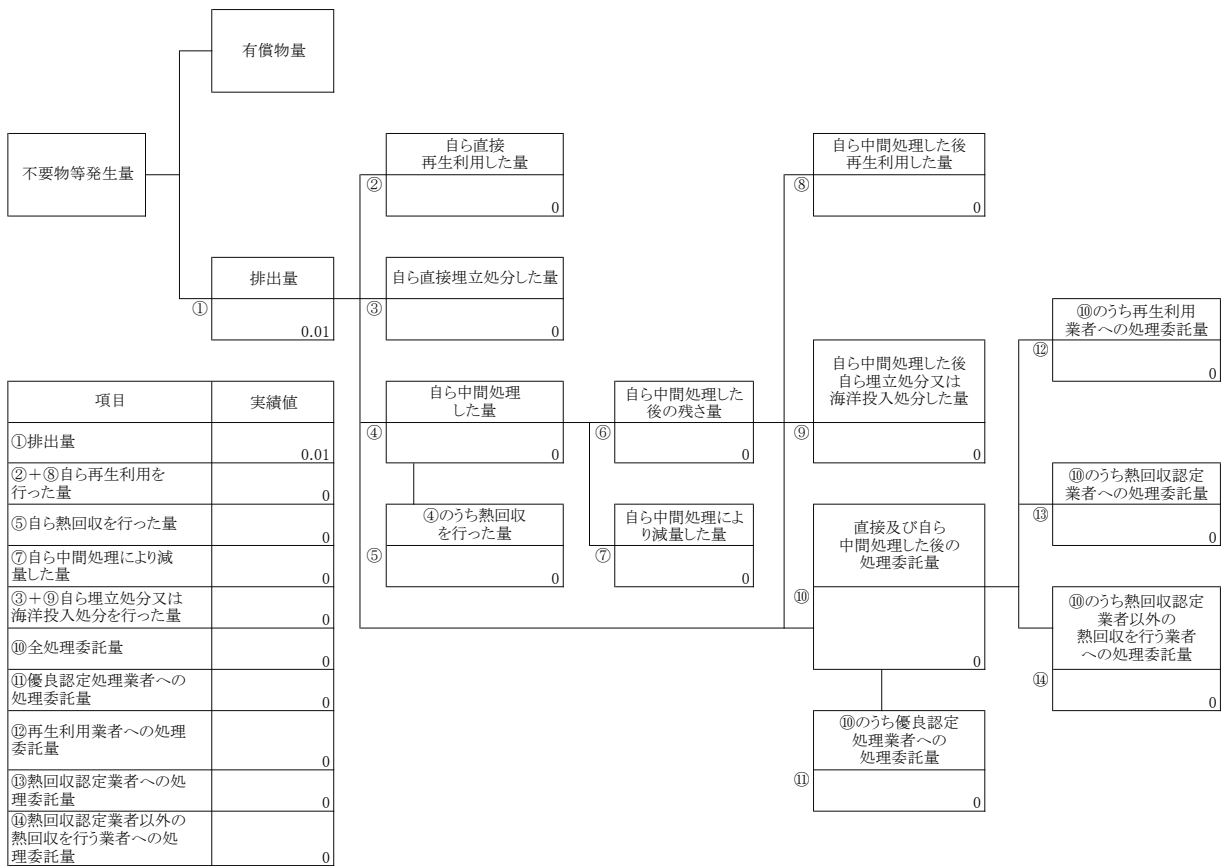 有償物量
不要物等発生量
自ら直接
再生利用した量
②
0
自ら中間処理した後
再生利用した量
⑧
0
排出量
①
0.01
自ら直接埋立処分した量
③
0
⑩のうち再生利用
業者への処理委託量
⑫
0
自ら中間処理
した量
④
0
自ら中間処理した
後の残さ量
⑥
0
自ら中間処理した後
自ら埋立処分又は
海洋投入処分した量
⑨
0
⑩のうち熱回収認定
業者への処理委託量
⑬
0
④のうち熱回収
を行った量
⑤
0
自ら中間処理によ
り減量した量
⑦
0
直接及び自ら
中間処理した後の
処理委託量
⑩
0
⑩のうち熱回収認定
業者以外の
熱回収を行う業者
への処理委託量
⑭
0
⑩のうち優良認定
処理業者への
処理委託量
⑪
0
項目 実績値
①排出量 0.01
②+⑧自ら再生利用を
行った量 0
⑤自ら熱回収を行った量 0
⑦自ら中間処理により減
量した量 0
③+⑨自ら埋立処分又は
海洋投入処分を行った量 0
⑩全処理委託量 0
⑪優良認定処理業者への
処理委託量 0
⑫再生利用業者への処理
委託量 0
⑬熱回収認定業者への処
理委託量 0
⑭熱回収認定業者以外の
熱回収を行う業者への処
理委託量 0